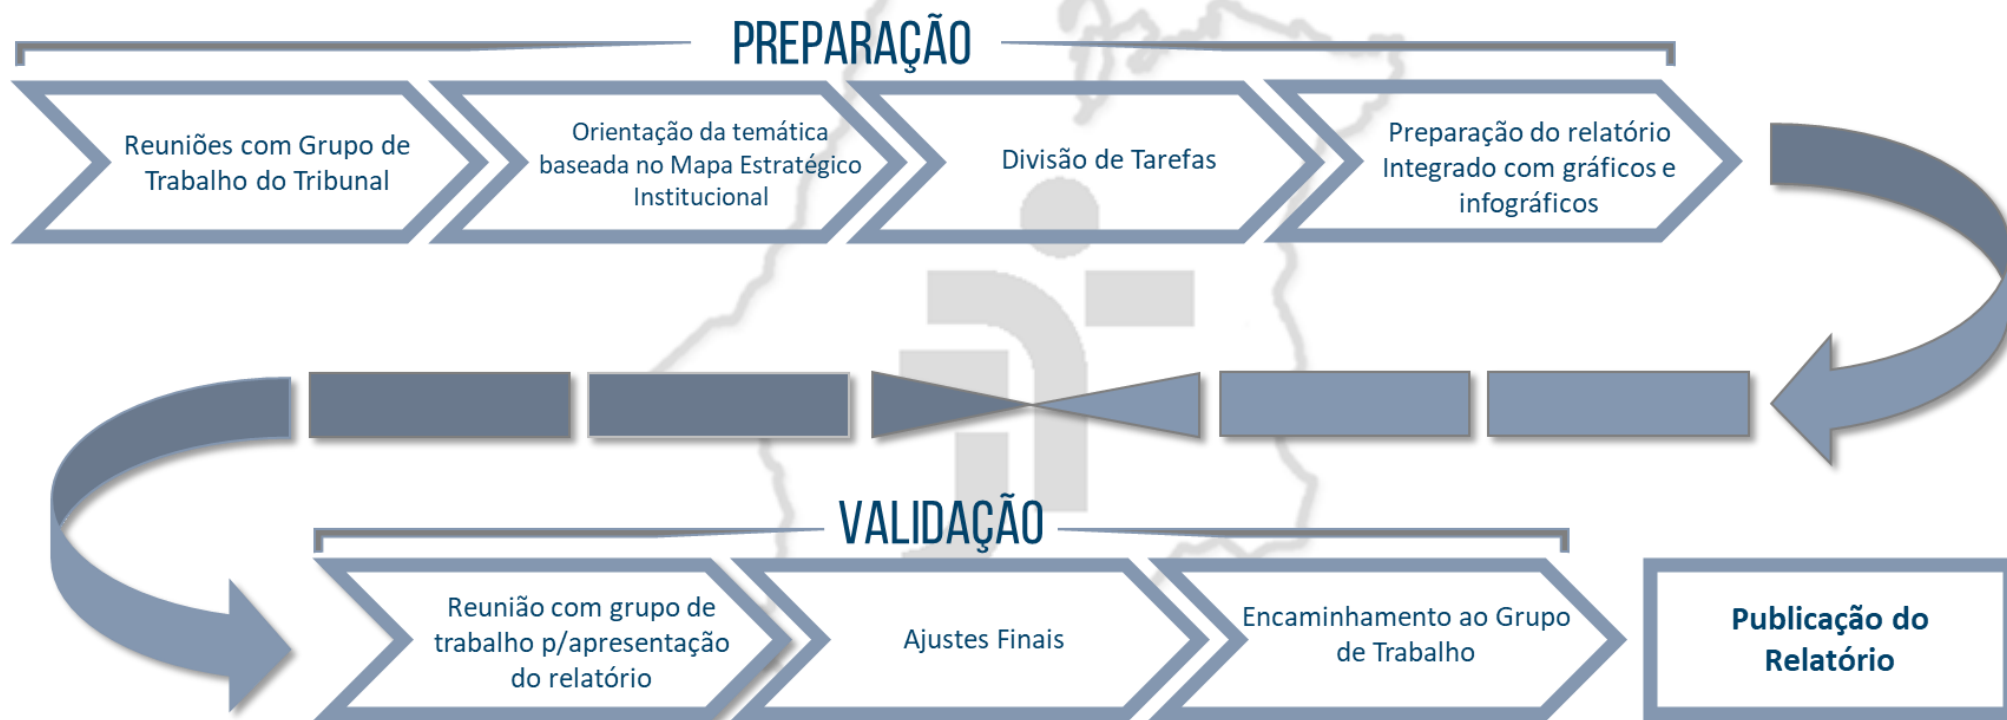 PREPARAÇÃO
Reuniões com Grupo de
Trabalho do Tribunal
Orientação da temática
baseada no Mapa Estratégico
Institucional
Divisão de Tarefas
Preparação do relatório
Integrado com gráficos e
infográficos
VALIDAÇÃO
Reunião com grupo de
trabalho p/apresentação
do relatório
Ajustes Finais
Encaminhamento ao Grupo
de Trabalho
Publicação do
Relatório